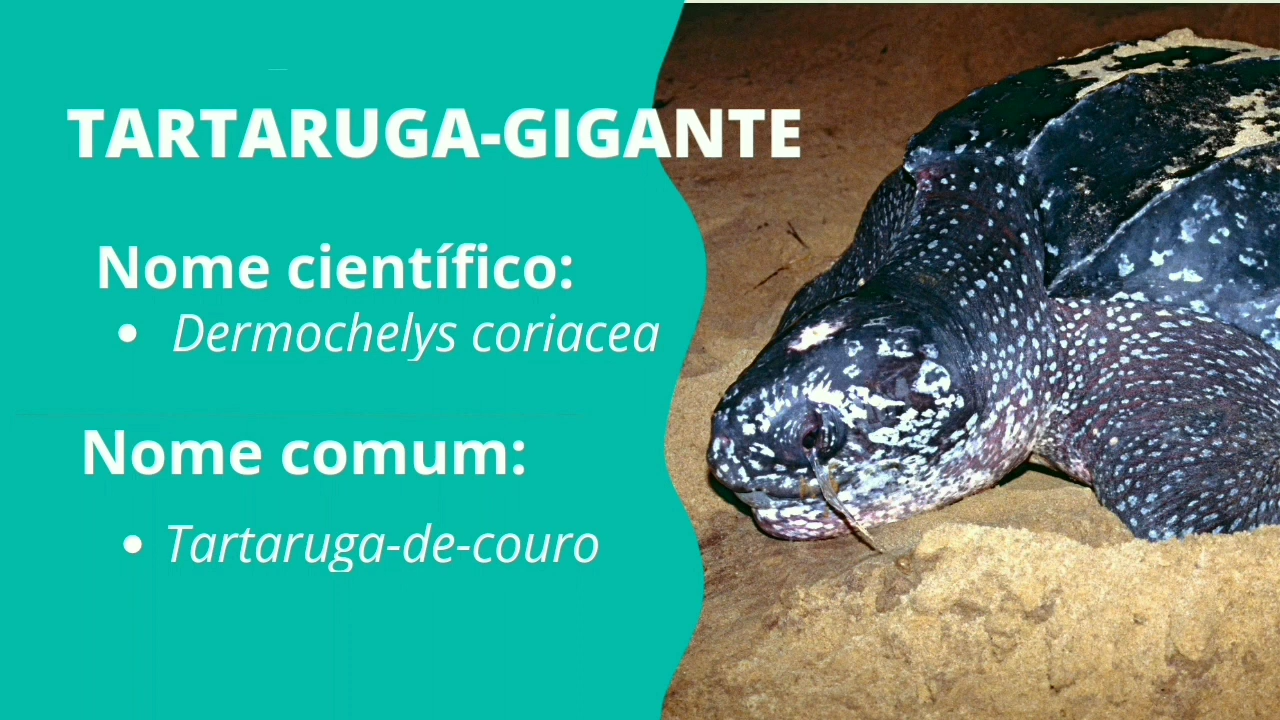 TARTARUGA-GIGANTE
Nome científico:
• Dermochelys coriacea
Nome comum:
• Tartaruga-de-couro